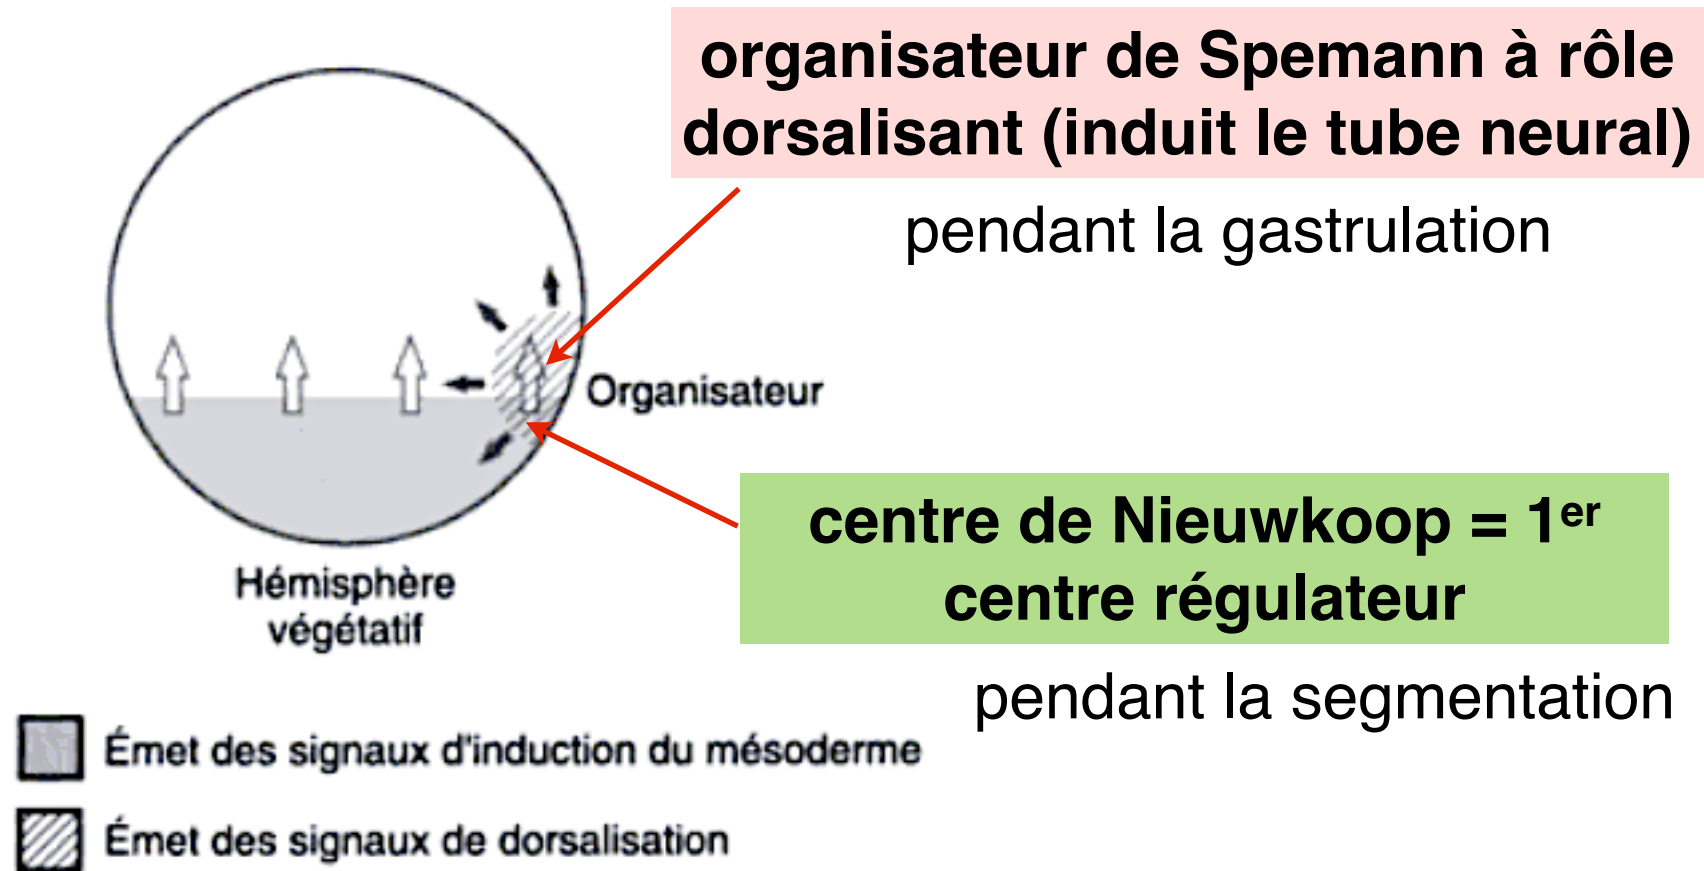 organisateur de Spemann à rôle
dorsalisant (induit le tube neural)
pendant la gastrulation
Organisateur
centre de Nieuwkoop = 1er
centre régulateur
Hémisphère
végétatif
pendant la segmentation
Émet des signaux d'induction du mésoderme
Émet des signaux de dorsalisation